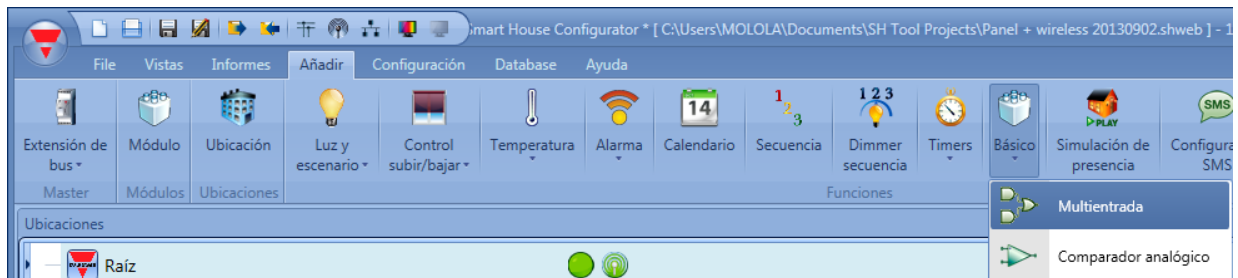 mart House Configurator * [ C:\Users\MOLOLA\Documents\SH Tool Projects\Panel + wireless 20130902.shweb ] - 1
File Vistas Informes Añadir Configuración Database Ayuda
1 2 3
14
1 2 3
PLAY
SMS
Extensión de bus
Módulo
Ubicación
Luz y escenario
Control subir/bajar
Temperatura
Alarma
Calendario
Secuencia
Dimmer secuencia
Timers
Básico
Simulación de presencia
Configura
SMS
Master Módulos Ubicaciones Funciones
Multientrada
Ubicaciones
Raíz
Comparador analógico